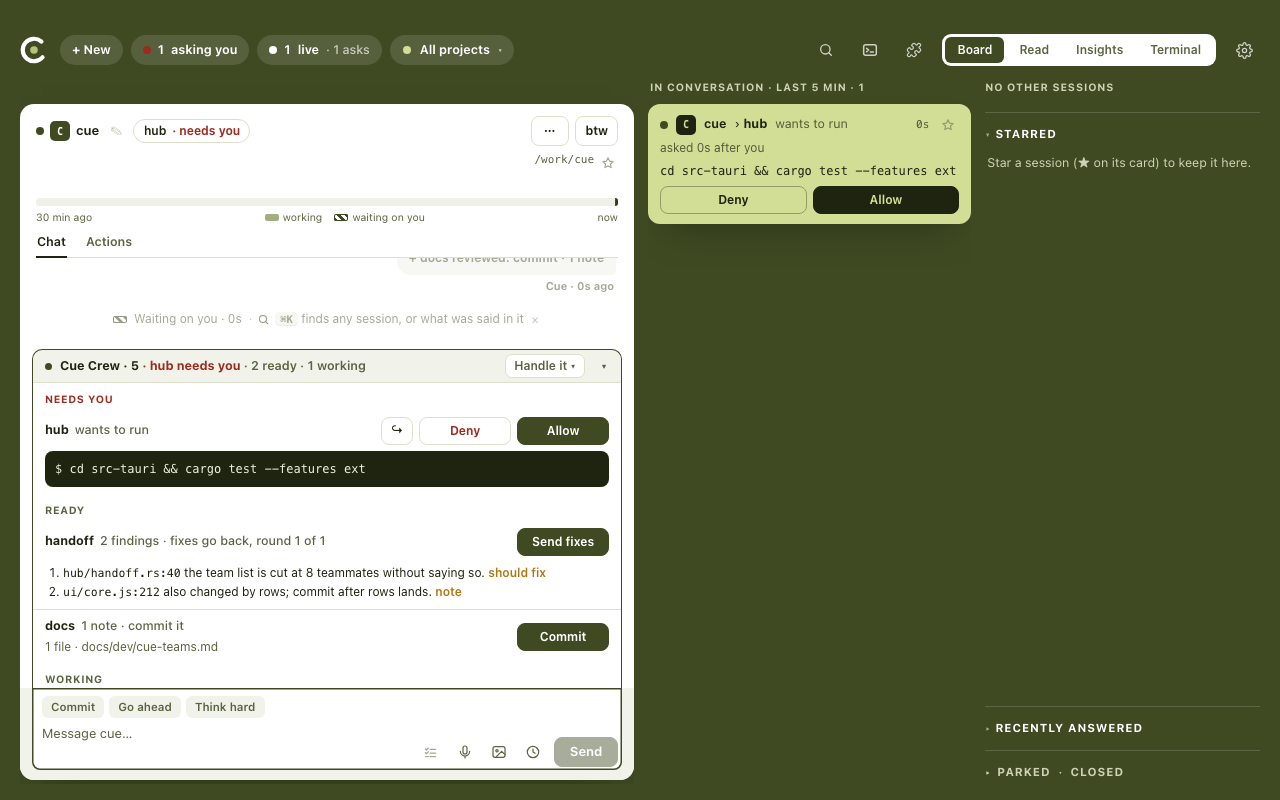 + New
1 asking you
1 live · 1 asks
All projects ·
Board
Read
Insights
Terminal
C cue
hub · needs you
···
btw
/work/cue
30 min ago
working
waiting on you
now
Chat
Actions
+ docs reviewed: commit · 1 note
Cue · 0s ago
Waiting on you · 0s · ⌘K finds any session, or what was said in it ×
Cue Crew · 5 · hub needs you · 2 ready · 1 working
Handle it ▾
▾
NEEDS YOU
hub wants to run
↪
Deny
Allow
$ cd src-tauri && cargo test --features ext
READY
handoff 2 findings · fixes go back, round 1 of 1
Send fixes
1. hub/handoff.rs:40 the team list is cut at 8 teammates without saying so. should fix
2. ui/core.js:212 also changed by rows; commit after rows lands. note
docs 1 note · commit it
1 file · docs/dev/cue-teams.md
Commit
WORKING
Commit
Go ahead
Think hard
Message cue…
Send
IN CONVERSATION · LAST 5 MIN · 1
C cue › hub wants to run
0s
asked 0s after you
cd src-tauri && cargo test --features ext
Deny
Allow
NO OTHER SESSIONS
STARRED
Star a session (★ on its card) to keep it here.
RECENTLY ANSWERED
PARKED · CLOSED